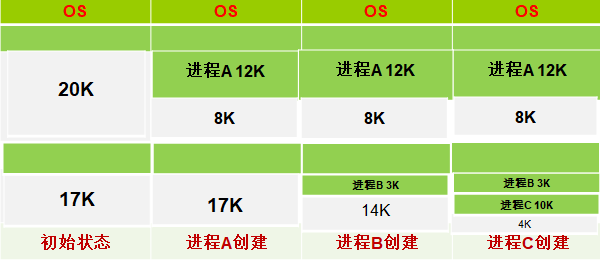 OS OS OS OS
进程A 12K 进程A 12K 进程A 12K
20K
8K 8K 8K
进程B 3K 进程B 3K
17K 17K 14K 进程C 10K
4K
初始状态 进程A创建 进程B创建 进程C创建